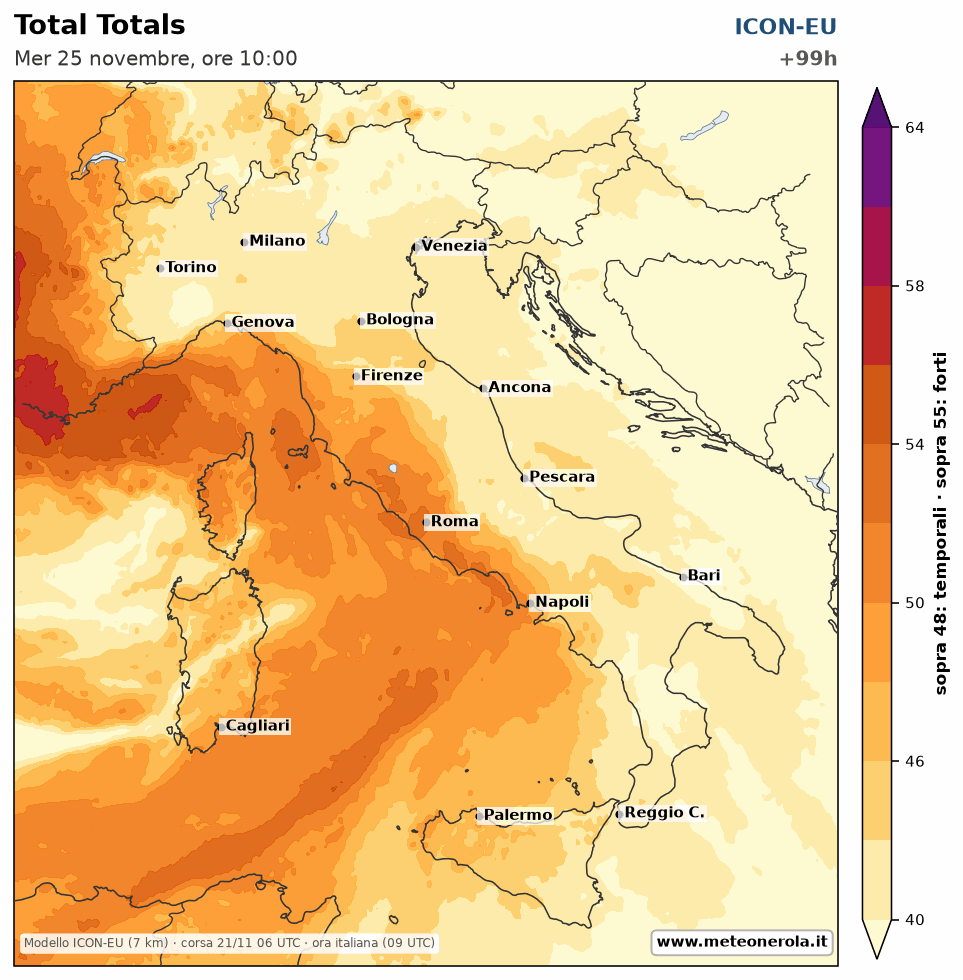 Total Totals
ICON-EU
Mer 25 novembre, ore 10:00
+99h
64
58
54
50
46
40
sopra 48: temporali · sopra 55: forti
Milano
Venezia
Torino
Genova
Bologna
Firenze
Ancona
Pescara
Roma
Bari
Napoli
Cagliari
Palermo
Reggio C.
Modello ICON-EU (7 km) · corsa 21/11 06 UTC · ora italiana (09 UTC)
www.meteonerola.it